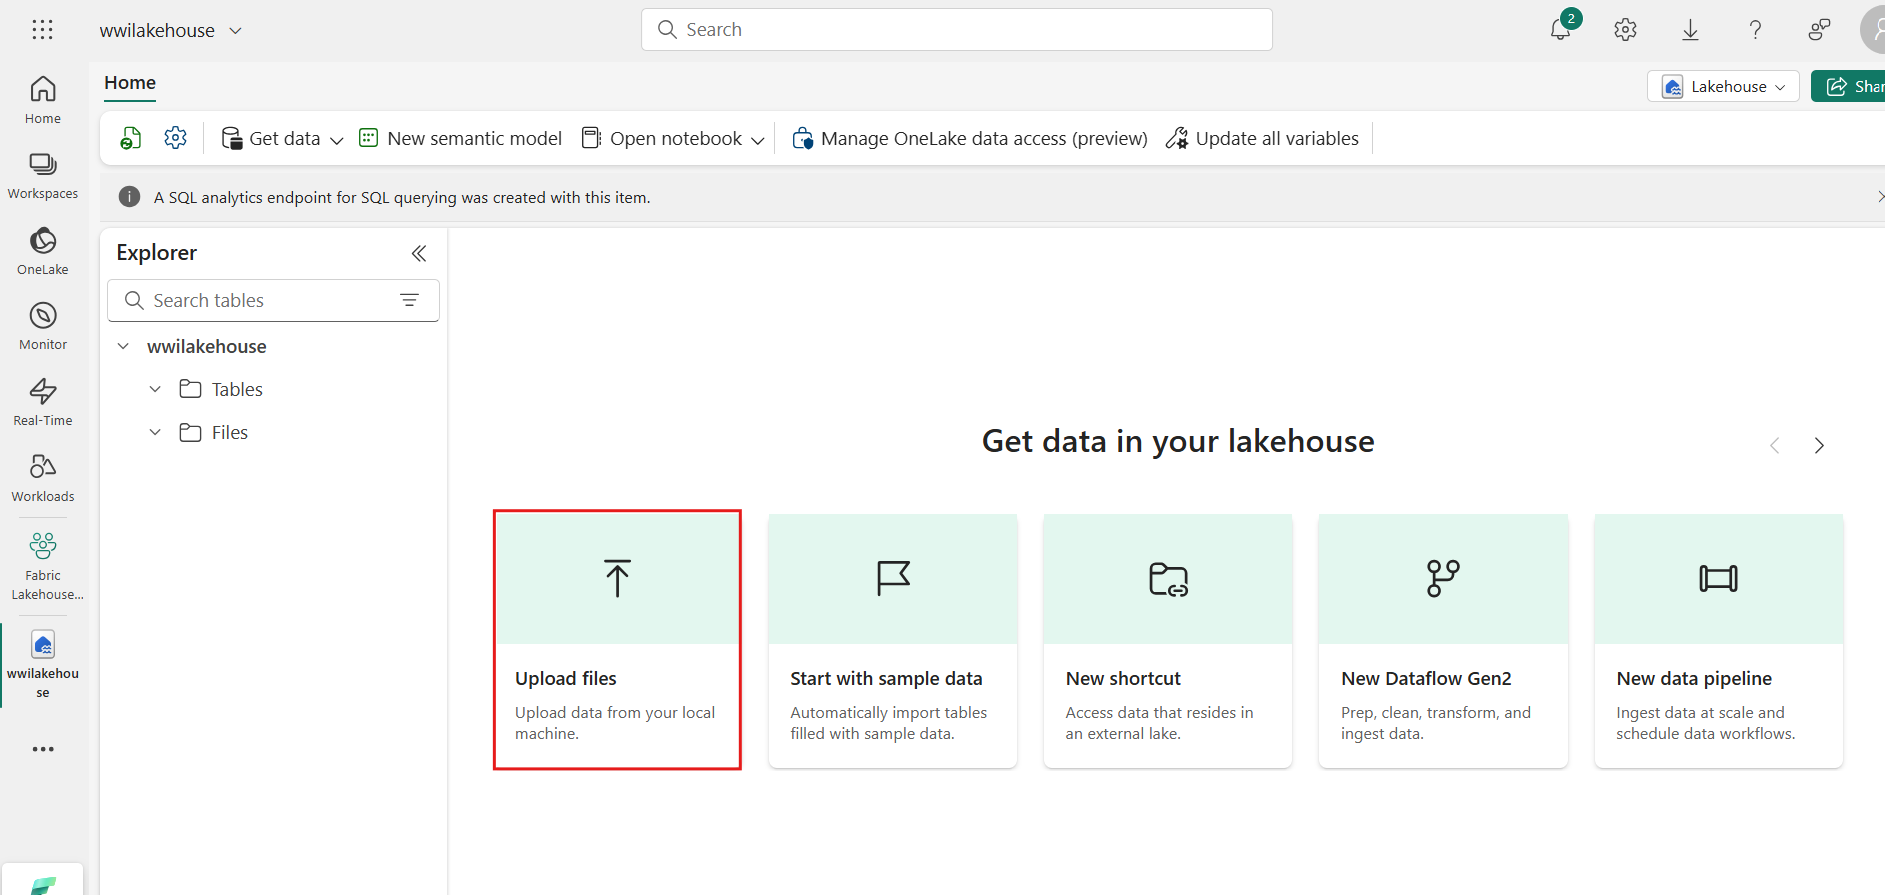 wwilakehouse
Search
2
Home
Lakehouse
Shar
Get data
New semantic model
Open notebook
Manage OneLake data access (preview)
Update all variables
A SQL analytics endpoint for SQL querying was created with this item.
Home
Workspaces
OneLake
Monitor
Real-Time
Workloads
Fabric
Lakehouse...
wwilakehou
se
Explorer
Search tables
wwilakehouse
Tables
Files
Get data in your lakehouse
Upload files
Upload data from your local
machine.
Start with sample data
Automatically import tables
filled with sample data.
New shortcut
Access data that resides in
an external lake.
New Dataflow Gen2
Prep, clean, transform, and
ingest data.
New data pipeline
Ingest data at scale and
schedule data workflows.